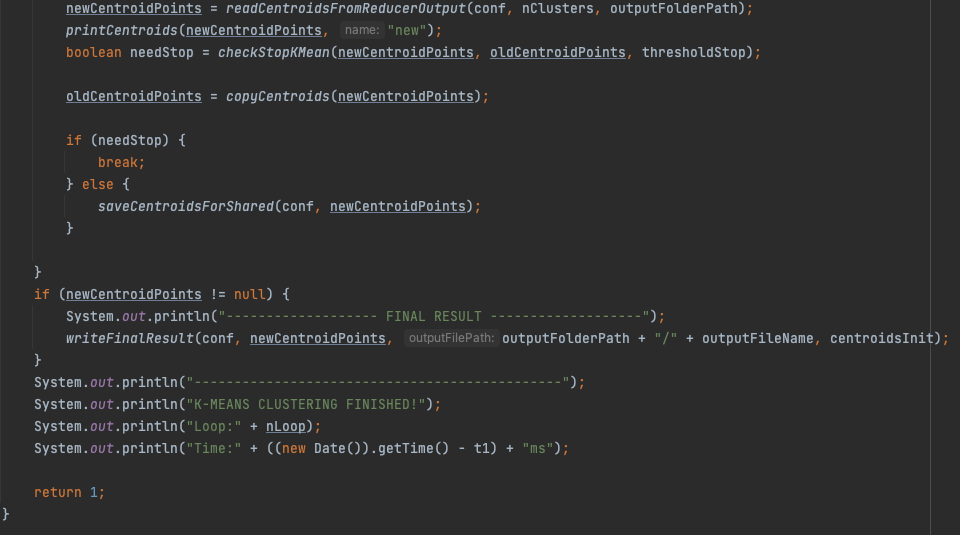 newCentroidPoints = readCentroidsFromReducerOutput(conf, nClusters, outputFolderPath);
printCentroids(newCentroidPoints, name: "new");
boolean needStop = checkStopKMean(newCentroidPoints, oldCentroidPoints, thresholdStop);
oldCentroidPoints = copyCentroids(newCentroidPoints);
if (needStop) {
break;
} else {
saveCentroidsForShared(conf, newCentroidPoints);
}
}
if (newCentroidPoints != null) {
System.out.println("------------------- FINAL RESULT -------------------");
writeFinalResult(conf, newCentroidPoints, outputFilePath: outputFolderPath + "/" + outputFileName, centroidsInit);
}
System.out.println("----------------------------------------------");
System.out.println("K-MEANS CLUSTERING FINISHED!");
System.out.println("Loop:" + nLoop);
System.out.println("Time:" + ((new Date()).getTime() - t1) + "ms");
return 1;
}